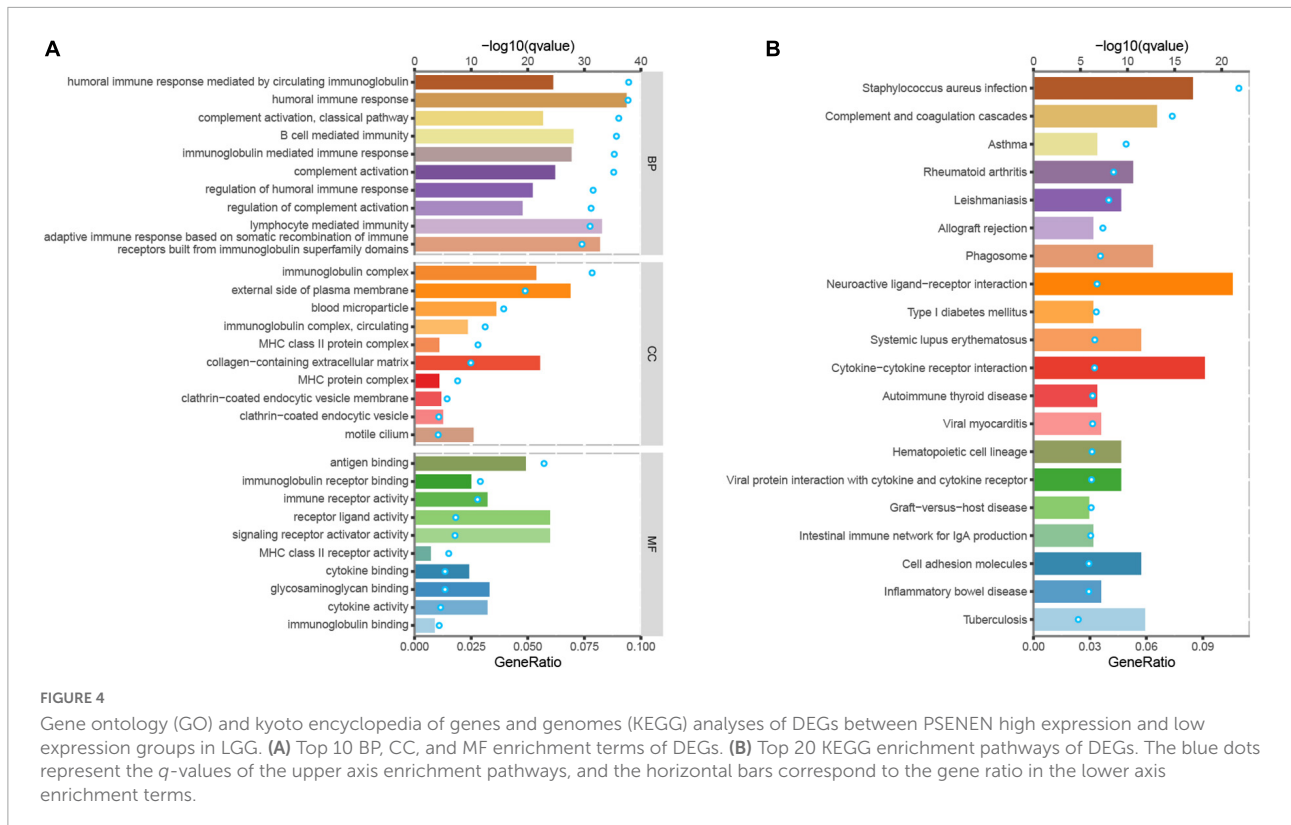 A
−log10(qvalue)
0 10 20 30 40
humoral immune response mediated by circulating immunoglobulin
humoral immune response
complement activation, classical pathway
B cell mediated immunity
immunoglobulin mediated immune response
complement activation
regulation of humoral immune response
regulation of complement activation
lymphocyte mediated immunity
adaptive immune response based on somatic recombination of immune
receptors built from immunoglobulin superfamily domains
BP
immunoglobulin complex
external side of plasma membrane
blood microparticle
immunoglobulin complex, circulating
MHC class II protein complex
collagen−containing extracellular matrix
MHC protein complex
clathrin−coated endocytic vesicle membrane
clathrin−coated endocytic vesicle
motile cilium
CC
antigen binding
immunoglobulin receptor binding
immune receptor activity
receptor ligand activity
signaling receptor activator activity
MHC class II receptor activity
cytokine binding
glycosaminoglycan binding
cytokine activity
immunoglobulin binding
MF
0.000 0.025 0.050 0.075 0.100
GeneRatio
B
−log10(qvalue)
0 5 10 15 20
Staphylococcus aureus infection
Complement and coagulation cascades
Asthma
Rheumatoid arthritis
Leishmaniasis
Allograft rejection
Phagosome
Neuroactive ligand−receptor interaction
Type I diabetes mellitus
Systemic lupus erythematosus
Cytokine−cytokine receptor interaction
Autoimmune thyroid disease
Viral myocarditis
Hematopoietic cell lineage
Viral protein interaction with cytokine and cytokine receptor
Graft−versus−host disease
Intestinal immune network for IgA production
Cell adhesion molecules
Inflammatory bowel disease
Tuberculosis
0.00 0.03 0.06 0.09
GeneRatio
FIGURE 4
Gene ontology (GO) and kyoto encyclopedia of genes and genomes (KEGG) analyses of DEGs between PSENEN high expression and low
expression groups in LGG. (A) Top 10 BP, CC, and MF enrichment terms of DEGs. (B) Top 20 KEGG enrichment pathways of DEGs. The blue dots
represent the q-values of the upper axis enrichment pathways, and the horizontal bars correspond to the gene ratio in the lower axis
enrichment terms.